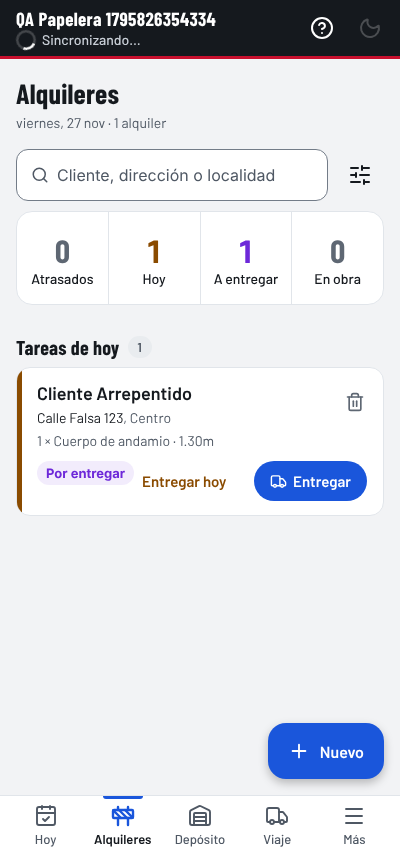 QA Papelera 1795826354334
Sincronizando...
Alquileres
viernes, 27 nov · 1 alquiler
Cliente, dirección o localidad
0 1 1 0
Atrasados Hoy A entregar En obra
Tareas de hoy 1
Cliente Arrepentido
Calle Falsa 123, Centro
1 × Cuerpo de andamio · 1.30m
Por entregar Entregar hoy Entregar
Nuevo
Hoy Alquileres Depósito Viaje Más